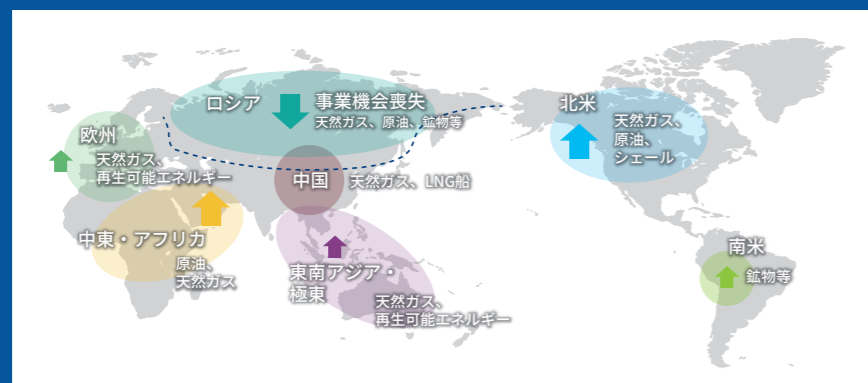 ロシア
事業機会喪失
天然ガス、原油、鉱物等
北米
天然ガス、
原油、
シェール
欧州
天然ガス、
再生可能エネルギー
中国
天然ガス、LNG船
中東・アフリカ
原油、
天然ガス
東南アジア・
極東
天然ガス、
再生可能エネルギー
南米
鉱物等